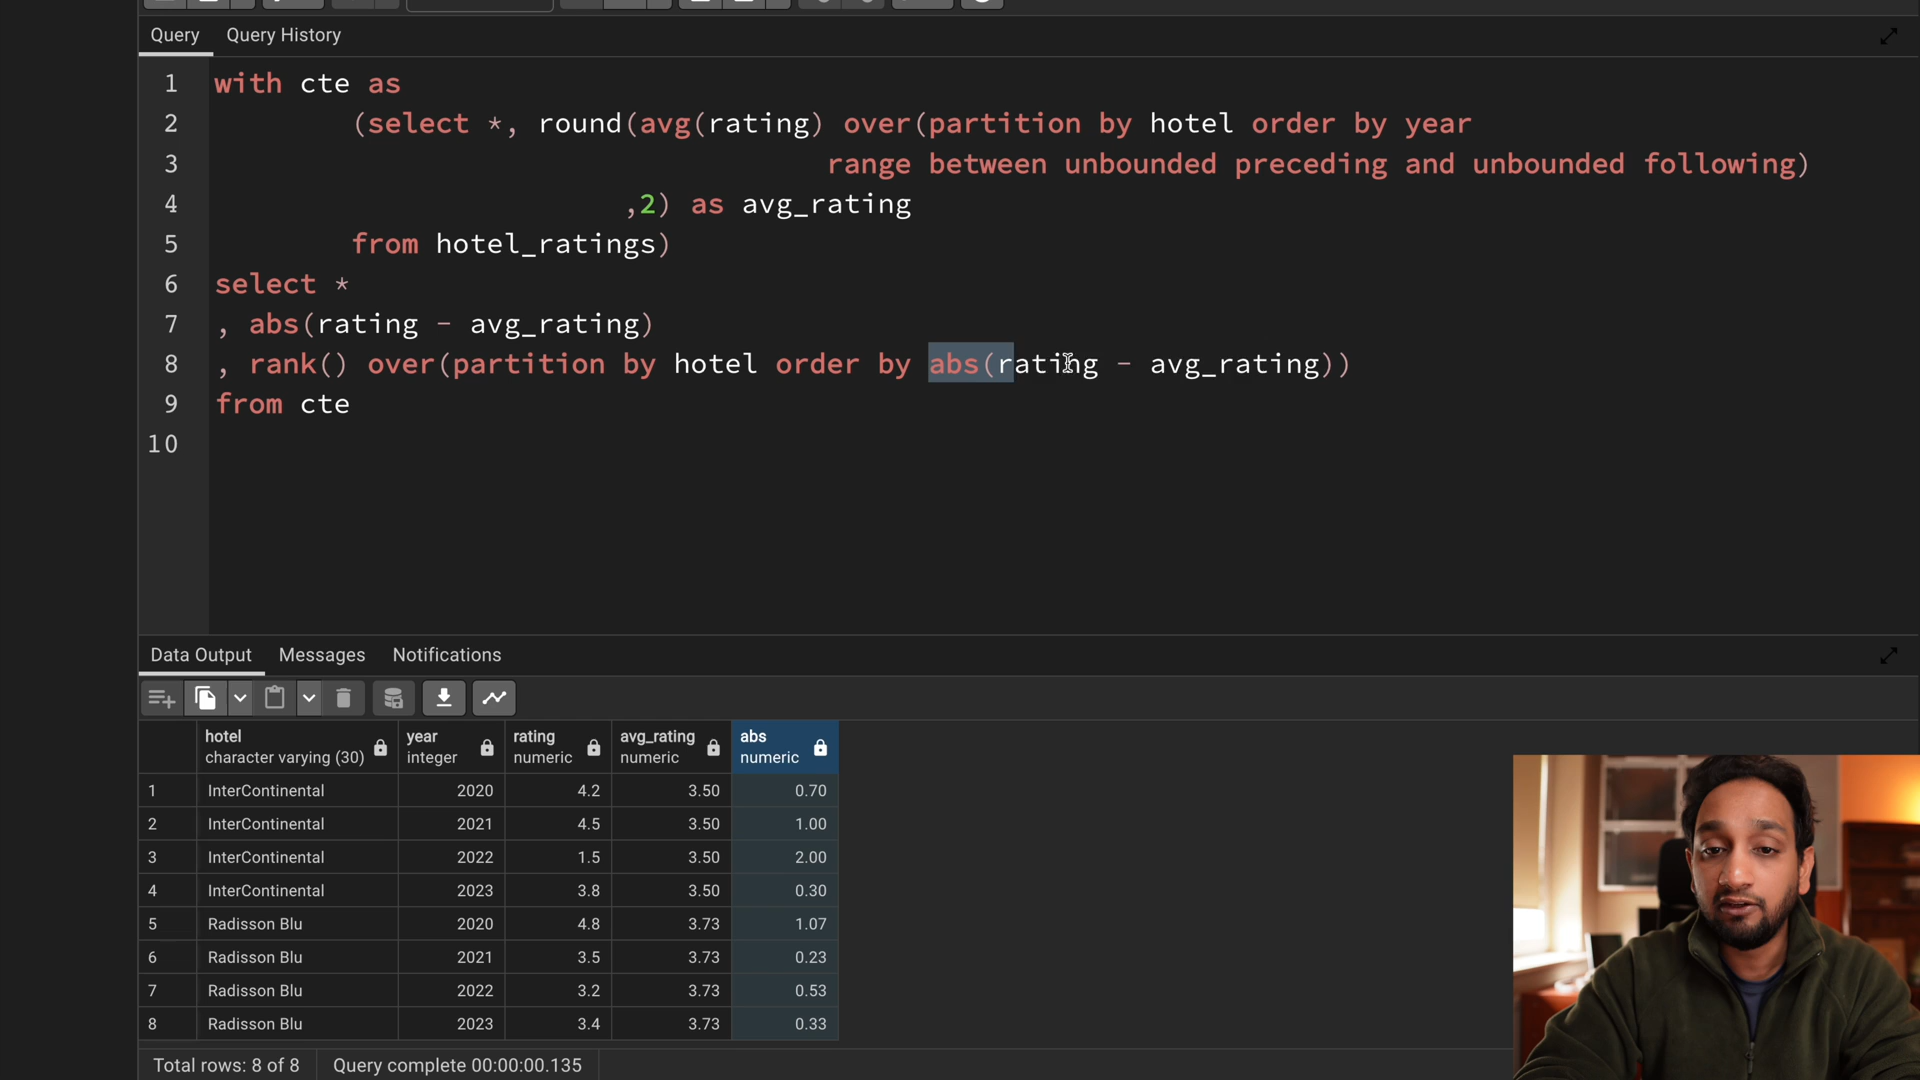 Query Query History
1 with cte as
2 (select *, round(avg(rating) over(partition by hotel order by year
3 range between unbounded preceding and unbounded following)
4 ,2) as avg_rating
5 from hotel_ratings)
6 select *
7 , abs(rating - avg_rating)
8 , rank() over(partition by hotel order by abs(rating - avg_rating))
9 from cte
10
Data Output Messages Notifications
hotel year rating avg_rating abs
character varying (30) integer numeric numeric numeric
1 InterContinental 2020 4.2 3.50 0.70
2 InterContinental 2021 4.5 3.50 1.00
3 InterContinental 2022 1.5 3.50 2.00
4 InterContinental 2023 3.8 3.50 0.30
5 Radisson Blu 2020 4.8 3.73 1.07
6 Radisson Blu 2021 3.5 3.73 0.23
7 Radisson Blu 2022 3.2 3.73 0.53
8 Radisson Blu 2023 3.4 3.73 0.33
Total rows: 8 of 8 Query complete 00:00:00.135